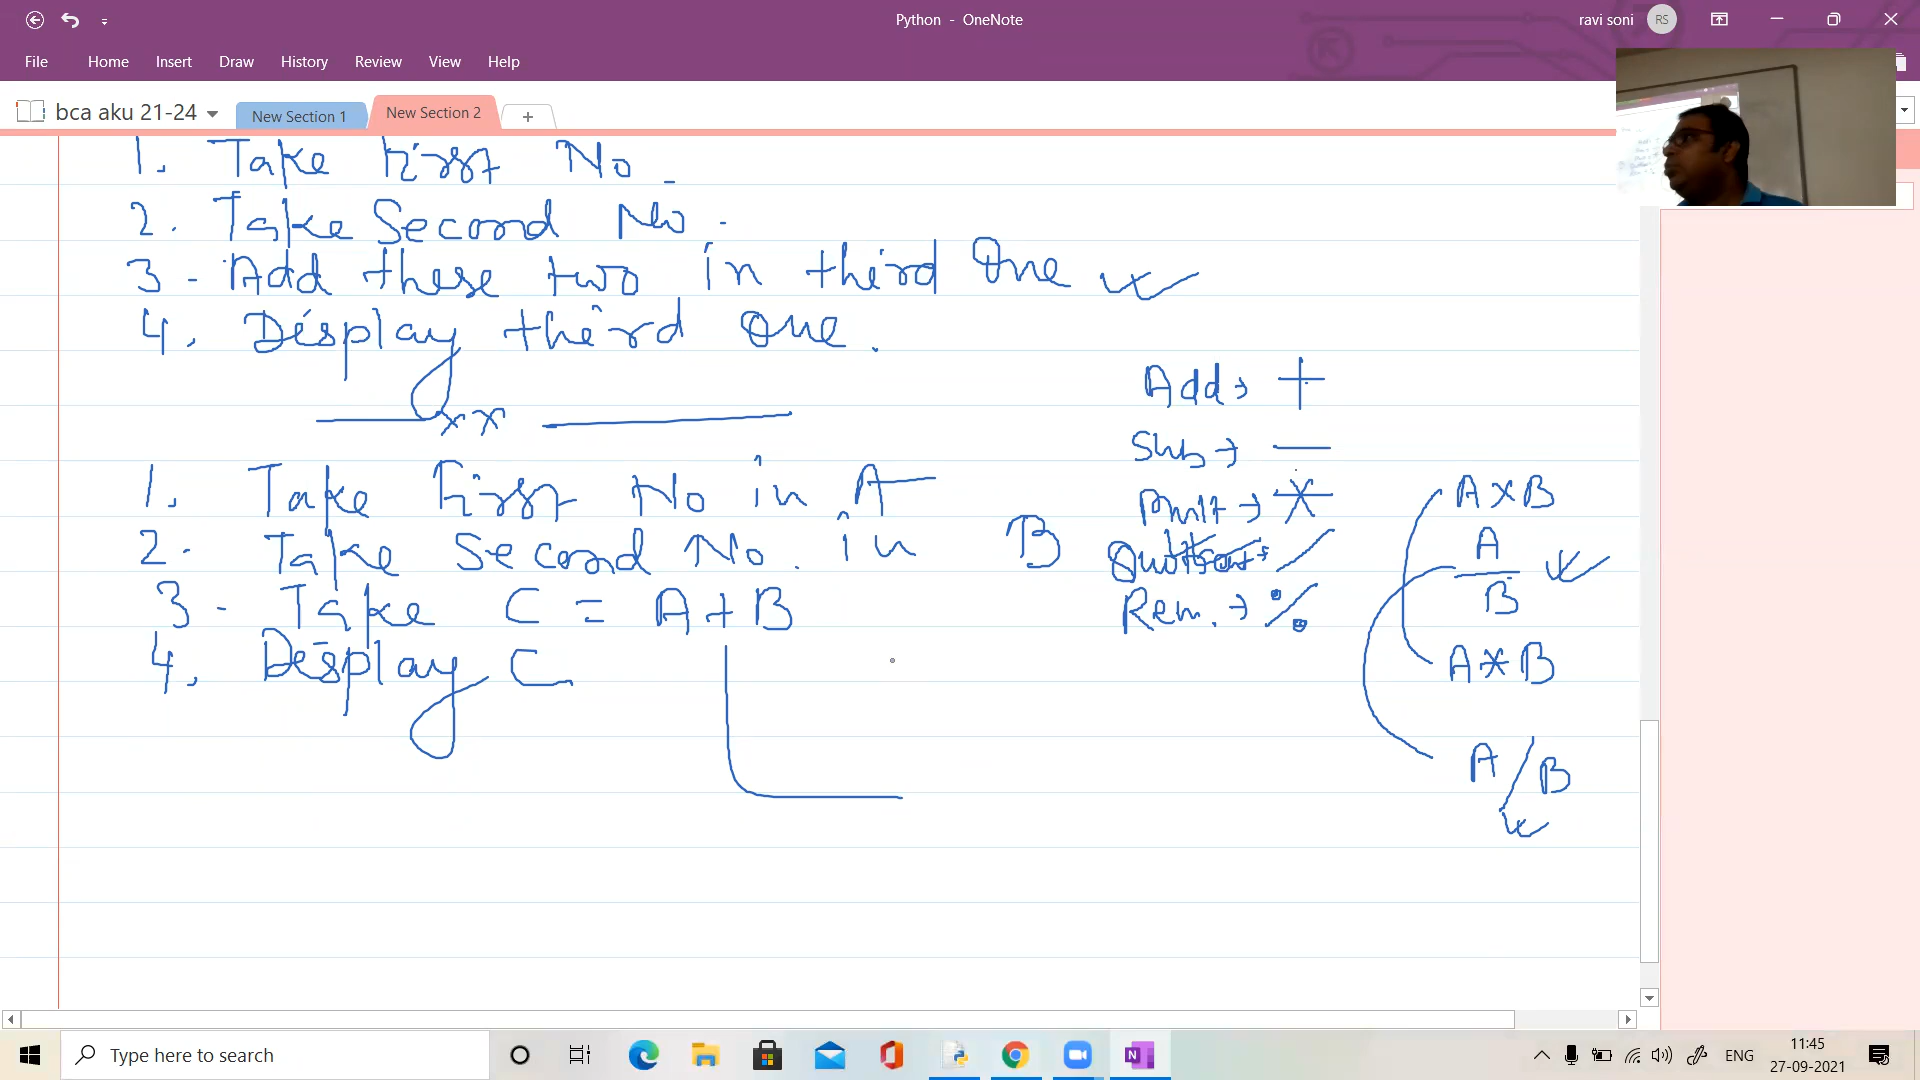 Python - OneNote
ravi soni RS
File Home Insert Draw History Review View Help
bca aku 21-24 New Section 1 New Section 2 +
1. Take First No.
2. Take Second No.
3 - Add these two in third One
4. Display third One.
xx
1. Take First No in A
2. Take Second No. in B
3 - Take C = A+B
4. Display C
Add → +
Sub → —
Mult → *
Quotient → /
Rem. → %
A×B
A
B
A*B
A/B
Type here to search
ENG
11:45
27-09-2021